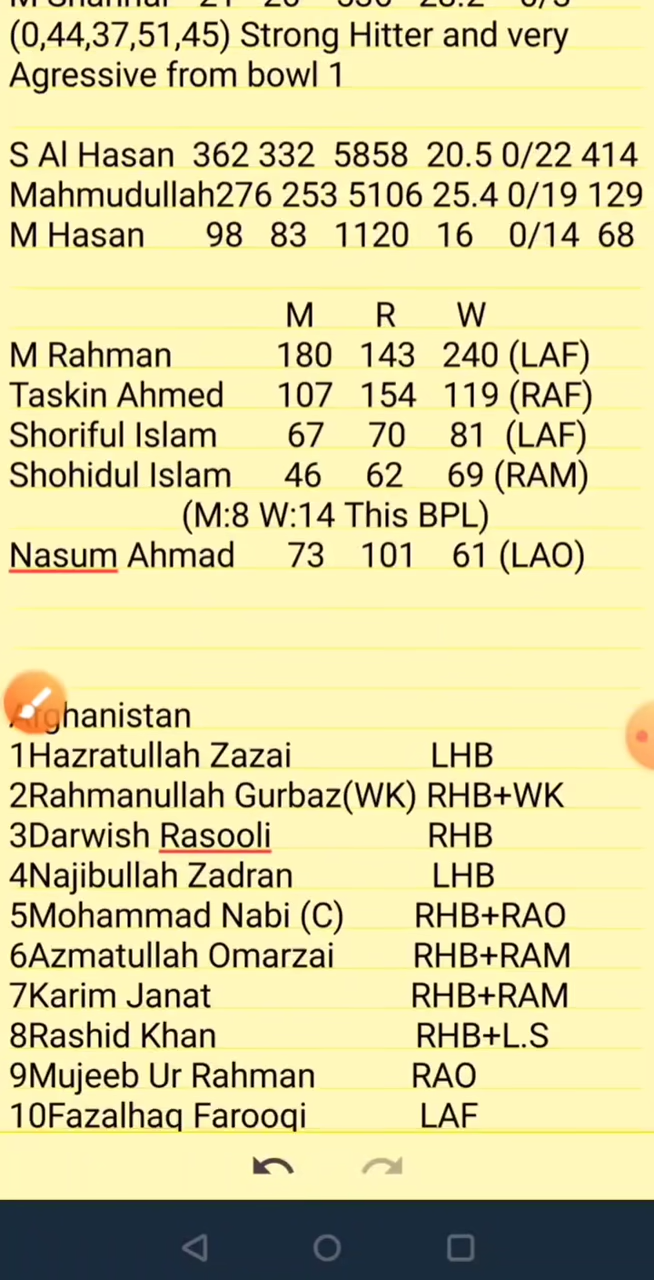 (0,44,37,51,45) Strong Hitter and very
Agressive from bowl 1
S Al Hasan 362 332 5858 20.5 0/22 414
Mahmudullah276 253 5106 25.4 0/19 129
M Hasan 98 83 1120 16 0/14 68
M R W
M Rahman 180 143 240 (LAF)
Taskin Ahmed 107 154 119 (RAF)
Shoriful Islam 67 70 81 (LAF)
Shohidul Islam 46 62 69 (RAM)
(M:8 W:14 This BPL)
Nasum Ahmad 73 101 61 (LAO)
Afghanistan
1Hazratullah Zazai LHB
2Rahmanullah Gurbaz(WK) RHB+WK
3Darwish Rasooli RHB
4Najibullah Zadran LHB
5Mohammad Nabi (C) RHB+RAO
6Azmatullah Omarzai RHB+RAM
7Karim Janat RHB+RAM
8Rashid Khan RHB+L.S
9Mujeeb Ur Rahman RAO
10Fazalhaq Farooqi LAF